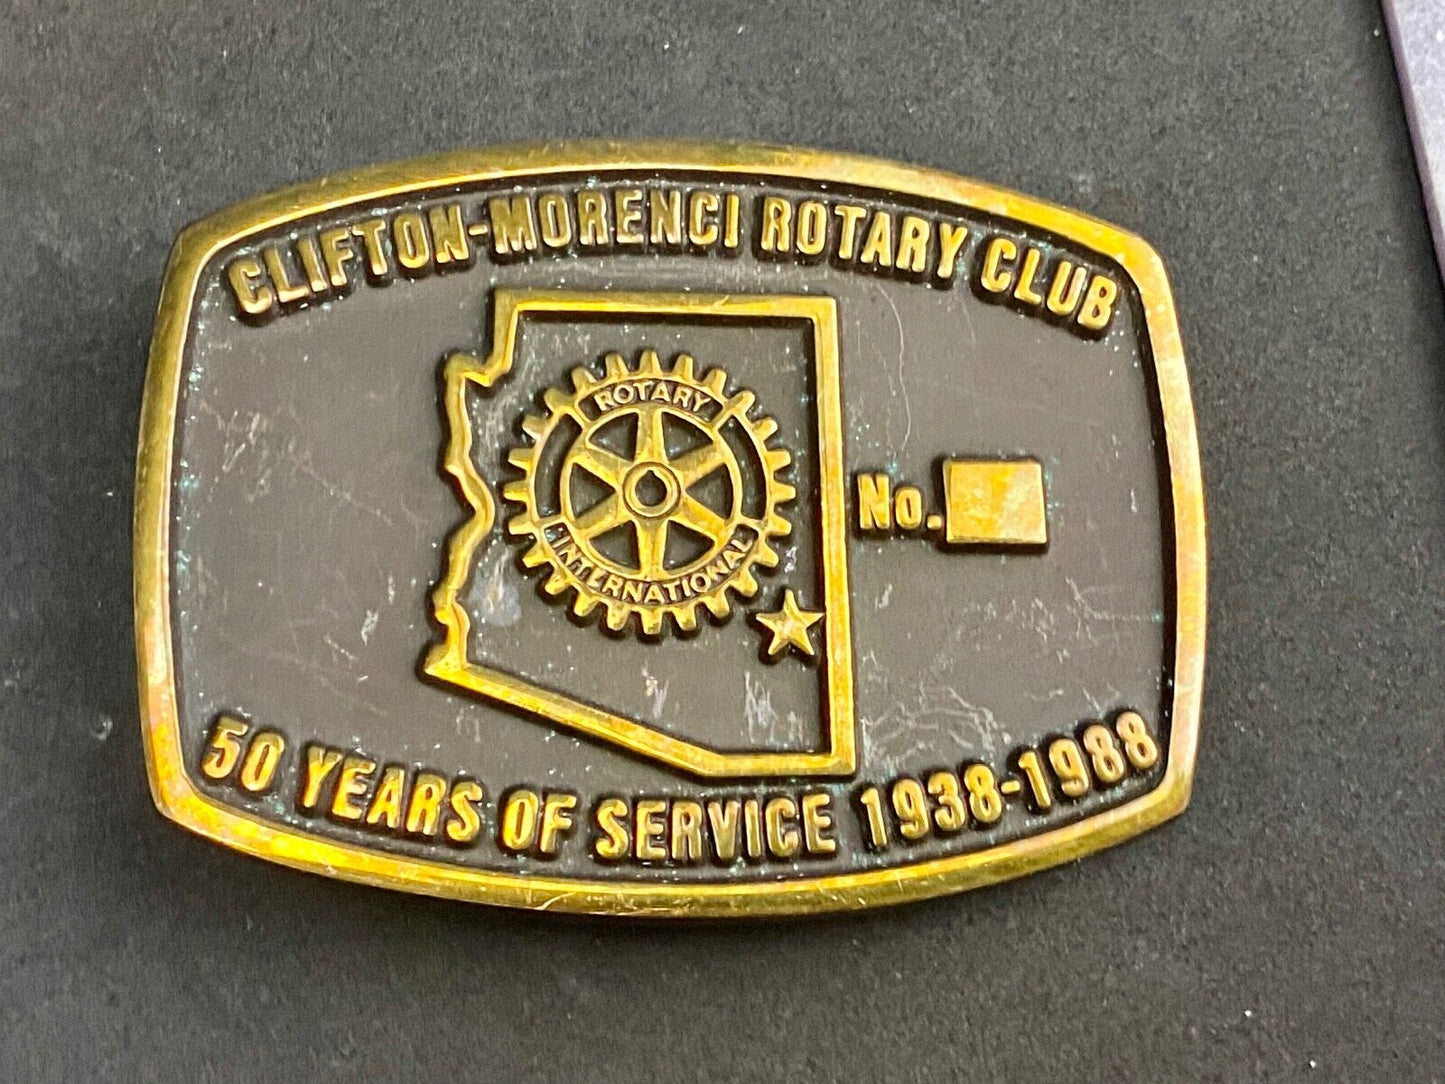 CLIFTON-MORENCI ROTARY CLUB
ROTARY
INTERNATIONAL
No.
50 YEARS OF SERVICE 1938-1988